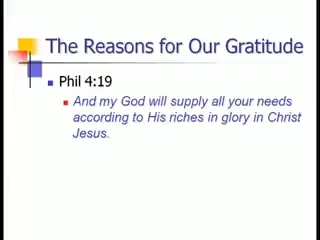 The Reasons for Our Gratitude
Phil 4:19
And my God will supply all your needs
according to His riches in glory in Christ
Jesus.